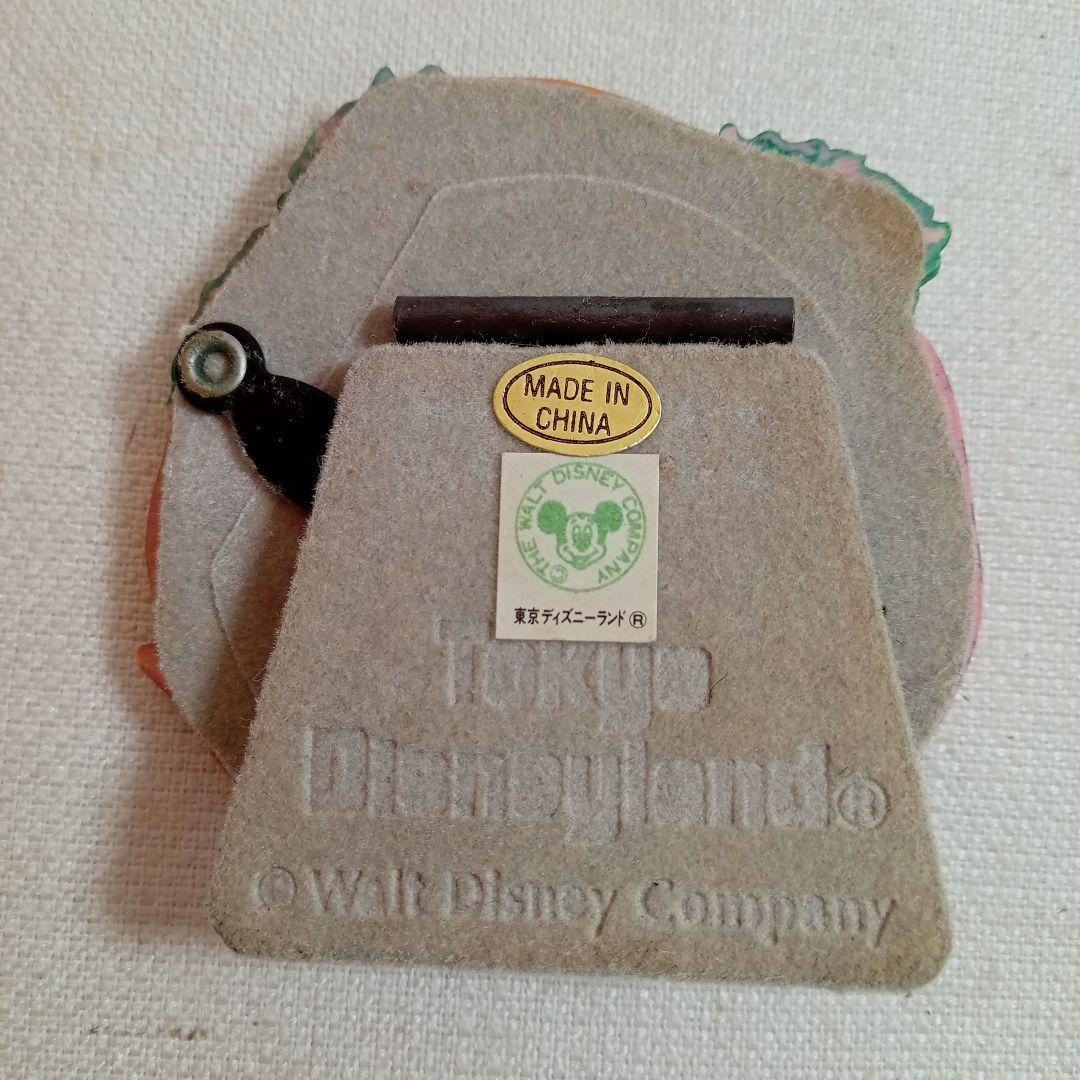 MADE IN
CHINA
© THE WALT DISNEY COMPANY
東京ディズニーランド®
Tokyo
Disneyland®
© Walt Disney Company